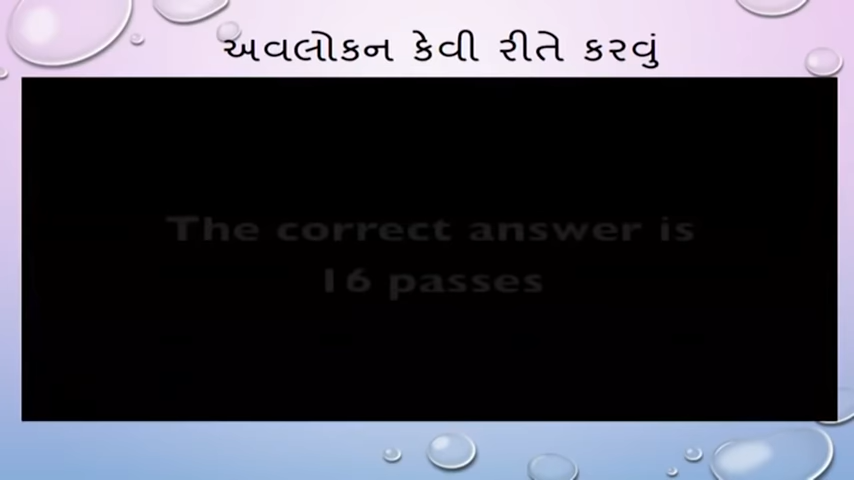 અવલોકન કેવી રીતે કરવું
The correct answer is
16 passes